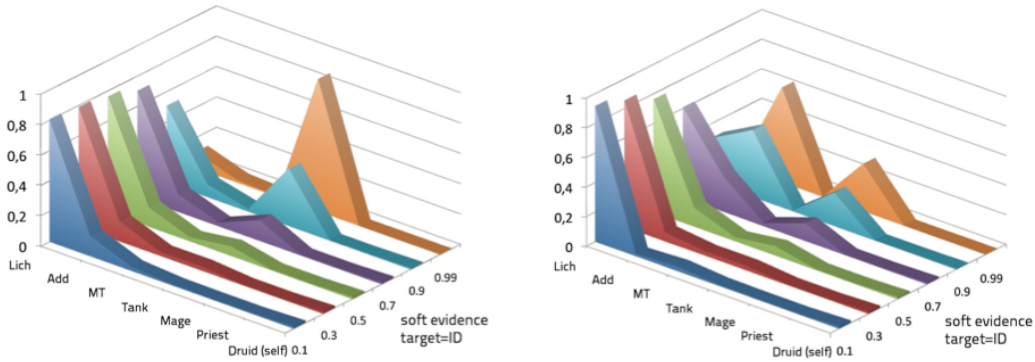 1
0,8
0,6
0,4
0,2
0
Lich
Add
MT
Tank
Mage
Priest
Druid (self)
0.1
0.3
0.5
0.7
0.9
0.99
soft evidence
target=ID
1
0,8
0,6
0,4
0,2
0
Lich
Add
MT
Tank
Mage
Priest
Druid (self)
0.1
0.3
0.5
0.7
0.9
0.99
soft evidence
target=ID